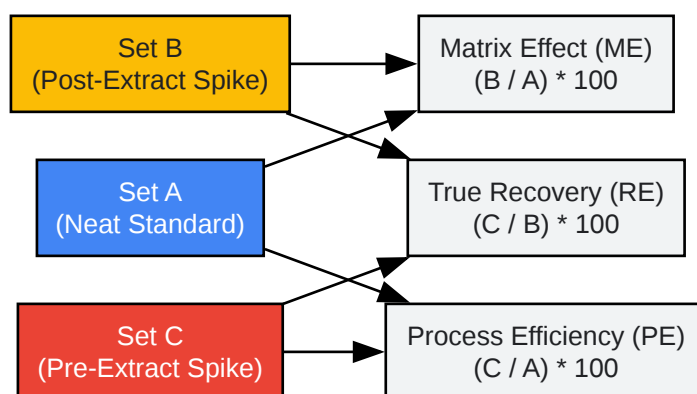 Set B
(Post-Extract Spike)
Matrix Effect (ME)
(B / A) * 100
Set A
(Neat Standard)
True Recovery (RE)
(C / B) * 100
Set C
(Pre-Extract Spike)
Process Efficiency (PE)
(C / A) * 100